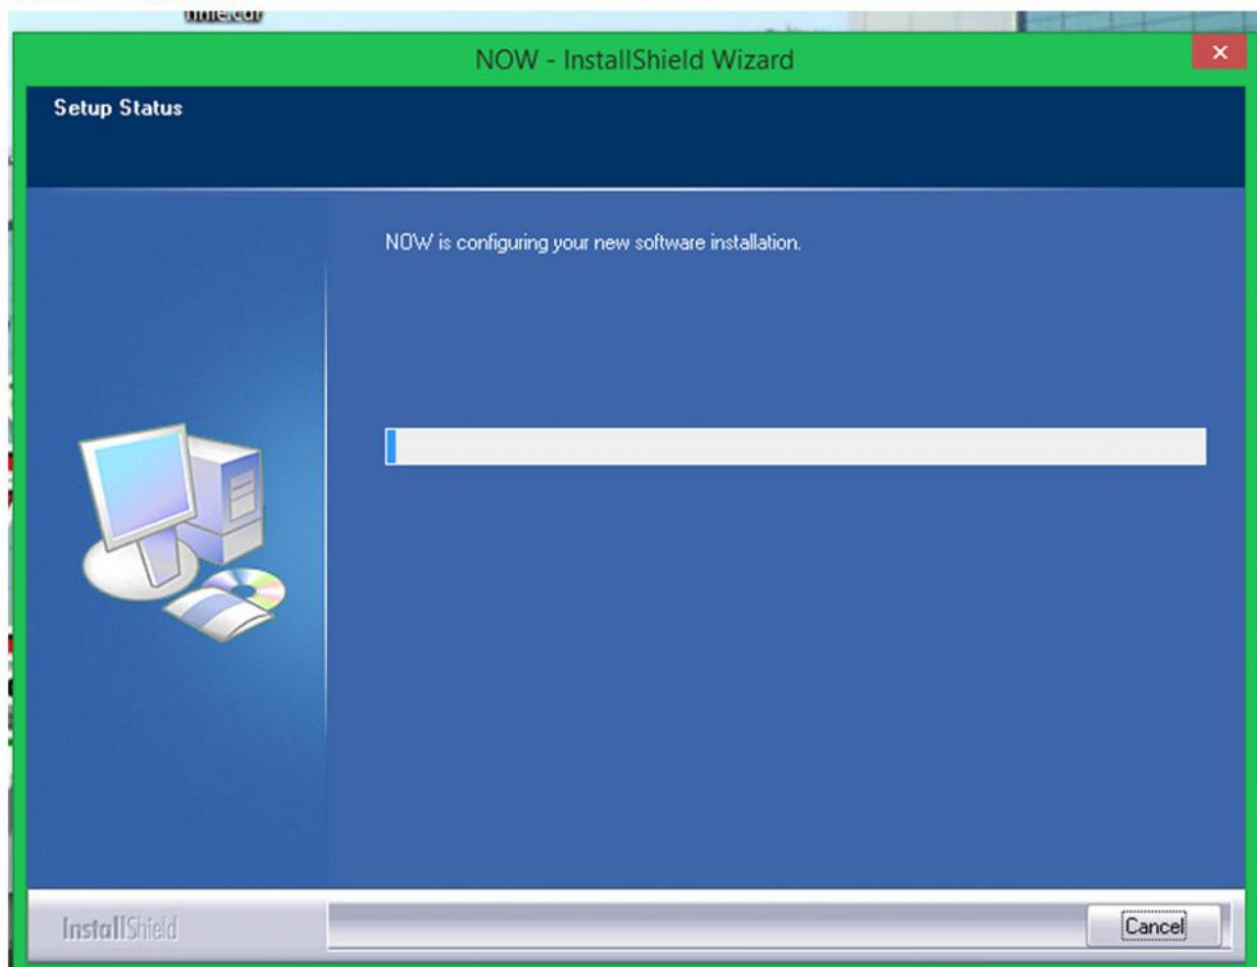 NOW - InstallShield Wizard
Setup Status
NOW is configuring your new software installation.
InstallShield
Cancel